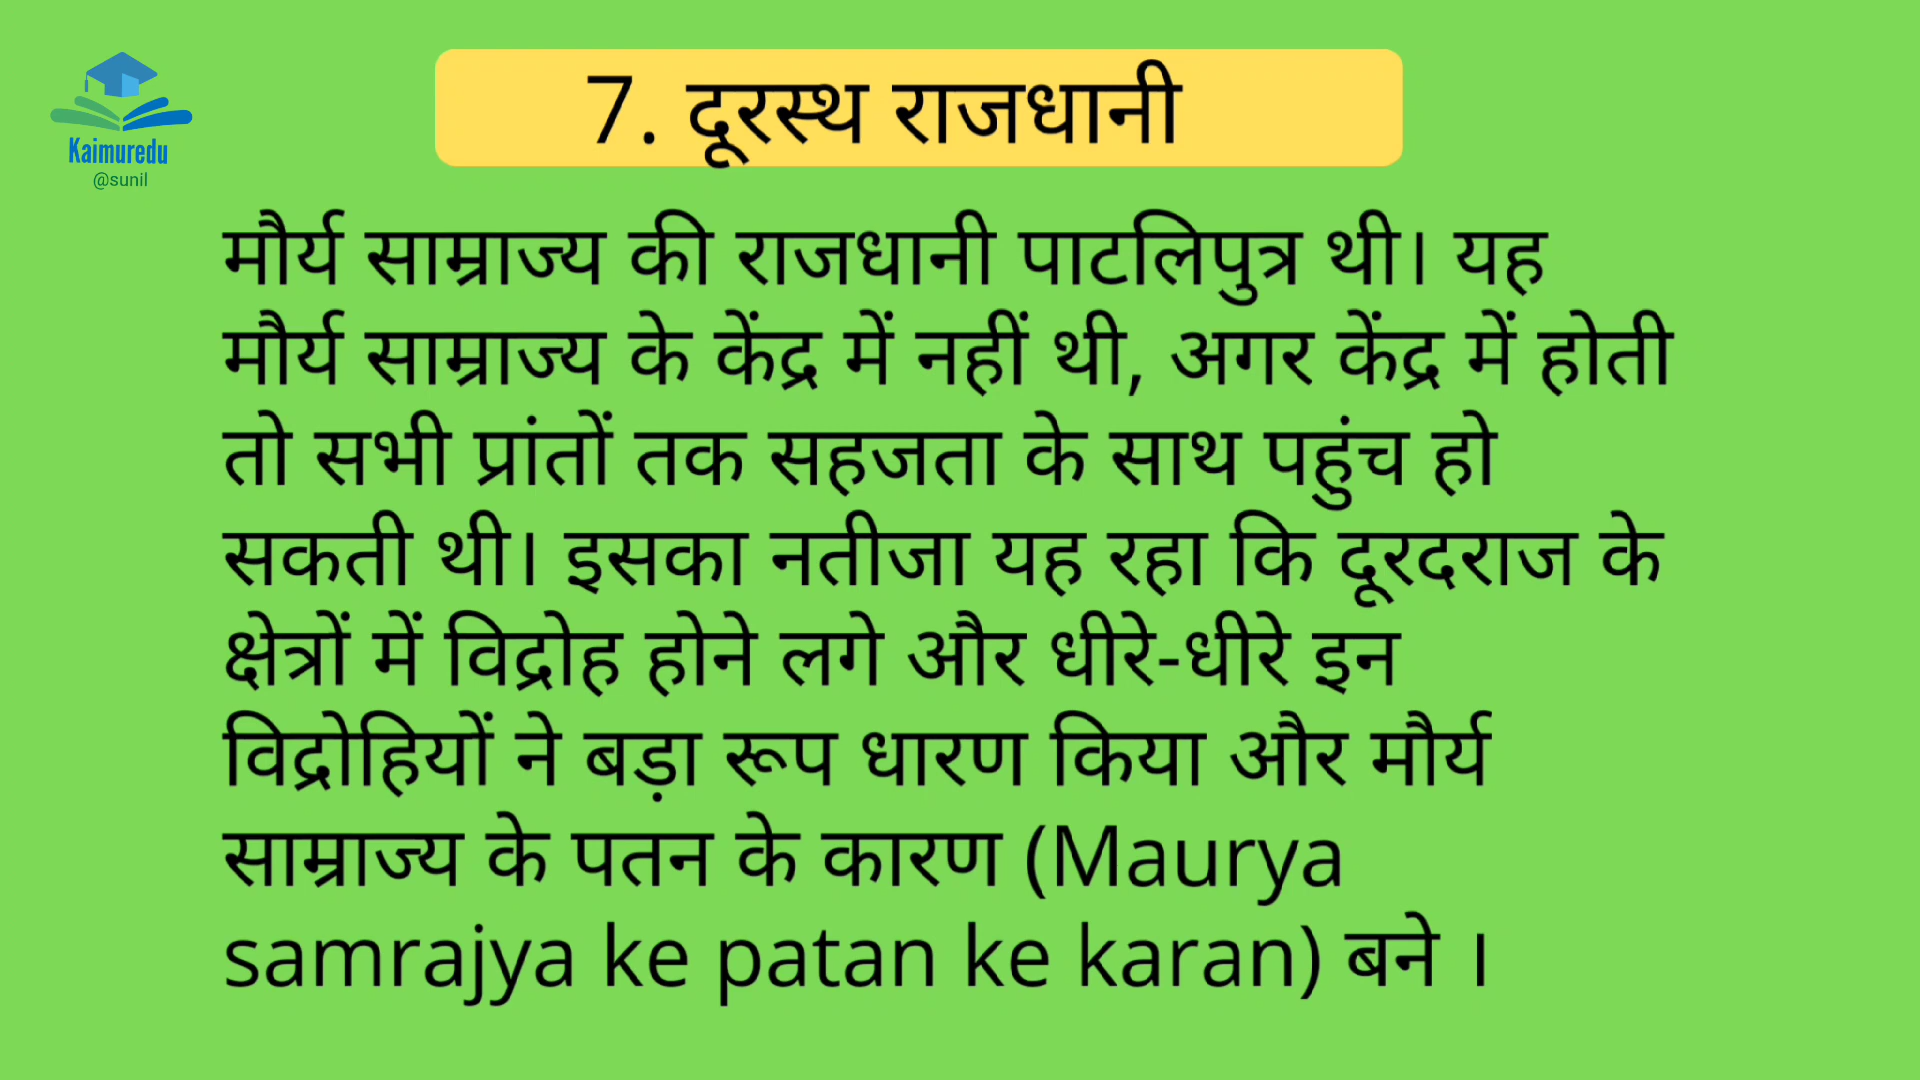 Kaimuredu
@sunil
7. दूरस्थ राजधानी
मौर्य साम्राज्य की राजधानी पाटलिपुत्र थी। यह
मौर्य साम्राज्य के केंद्र में नहीं थी, अगर केंद्र में होती
तो सभी प्रांतों तक सहजता के साथ पहुंच हो
सकती थी। इसका नतीजा यह रहा कि दूरदराज के
क्षेत्रों में विद्रोह होने लगे और धीरे-धीरे इन
विद्रोहियों ने बड़ा रूप धारण किया और मौर्य
साम्राज्य के पतन के कारण (Maurya
samrajya ke patan ke karan) बने ।